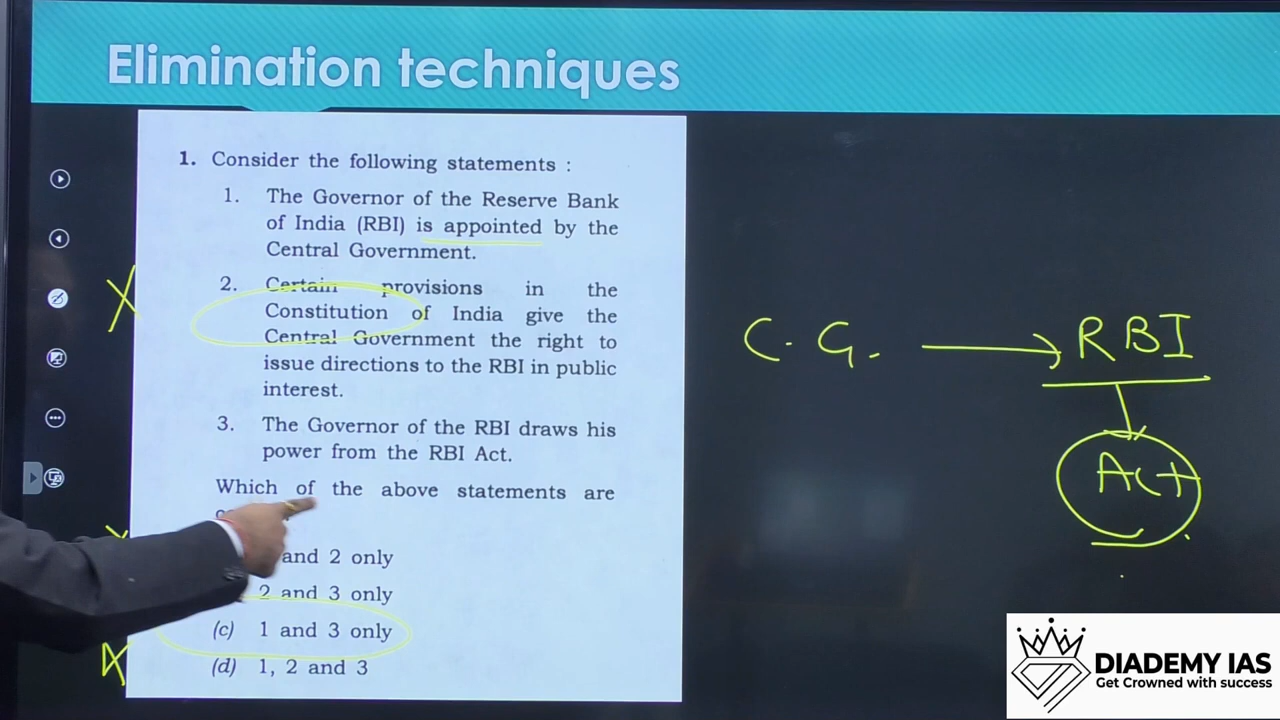 Elimination techniques
1. Consider the following statements :
1. The Governor of the Reserve Bank
of India (RBI) is appointed by the
Central Government.
2. Certain provisions in the
Constitution of India give the
Central Government the right to
issue directions to the RBI in public
interest.
3. The Governor of the RBI draws his
power from the RBI Act.
Which of the above statements are
and 2 only
2 and 3 only
(c) 1 and 3 only
(d) 1, 2 and 3
C. G. → RBI
Act
DIADEMY IAS
Get Crowned with success